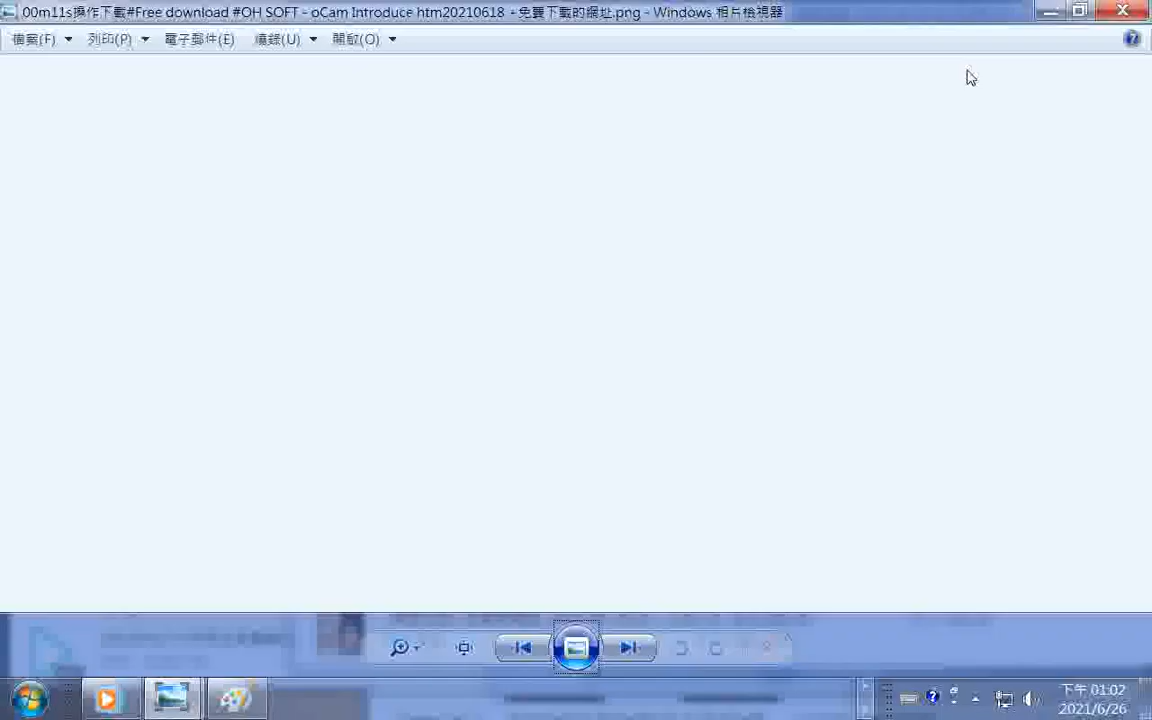 00m11s操作下載#Free download #OH SOFT - oCam Introduce htm20210618 -免費下載的網址.png - Windows 相片檢視器
檔案(F) 列印(P) 電子郵件(E) 燒錄(U) 開啟(O)
下午 01:02
2021/6/26